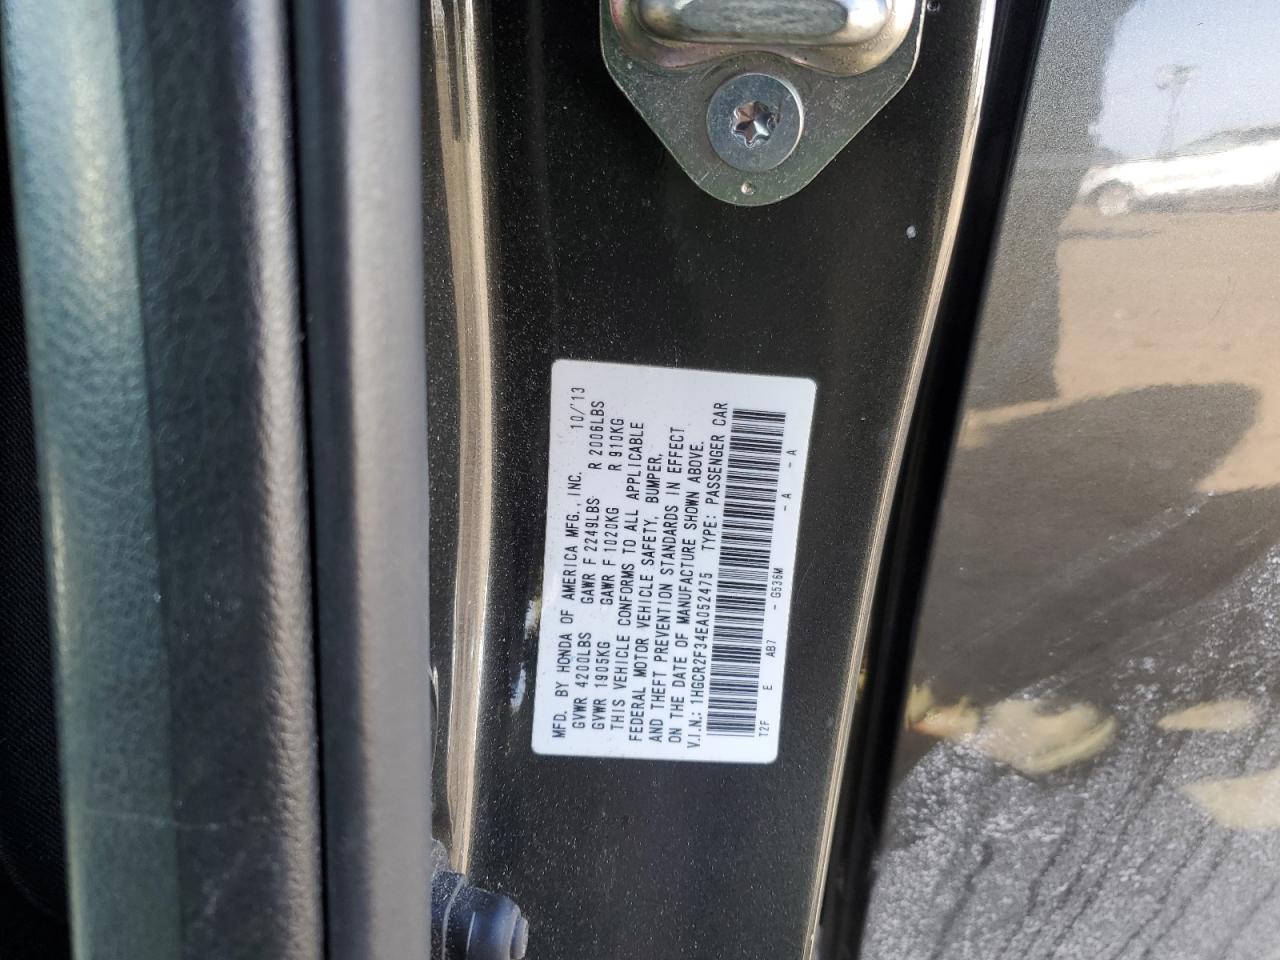 MFD. BY HONDA OF AMERICA MFG., INC. 10/'13
GVWR 4200LBS GAWR F 2249LBS R 2006LBS
GVWR 1905KG GAWR F 1020KG R 910KG
THIS VEHICLE CONFORMS TO ALL APPLICABLE
FEDERAL MOTOR VEHICLE SAFETY, BUMPER,
AND THEFT PREVENTION STANDARDS IN EFFECT
ON THE DATE OF MANUFACTURE SHOWN ABOVE.
V.I.N.: 1HGCR2F34EA052475 TYPE: PASSENGER CAR
T2F E AB7 - G536M - A - A